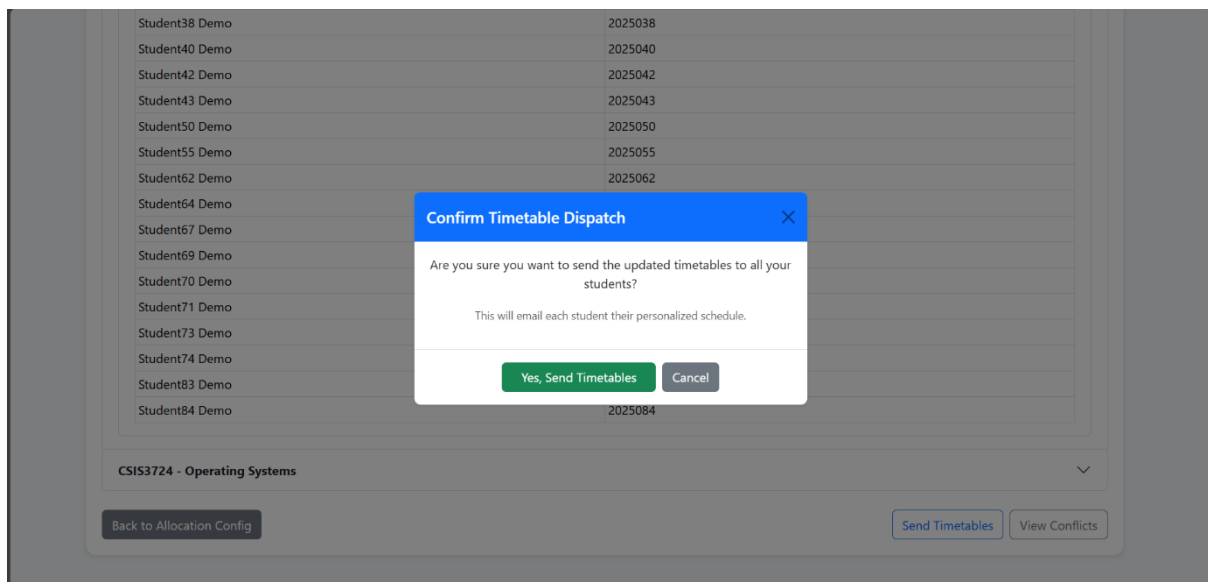 Student38 Demo 2025038
Student40 Demo 2025040
Student42 Demo 2025042
Student43 Demo 2025043
Student50 Demo 2025050
Student55 Demo 2025055
Student62 Demo 2025062
Student64 Demo
Confirm Timetable Dispatch
Student67 Demo
Student69 Demo
Are you sure you want to send the updated timetables to all your
students?
Student70 Demo
Student71 Demo
This will email each student their personalized schedule.
Student73 Demo
Student74 Demo
Yes, Send Timetables Cancel
Student83 Demo
Student84 Demo 2025084
CSIS3724 - Operating Systems
Back to Allocation Config Send Timetables View Conflicts